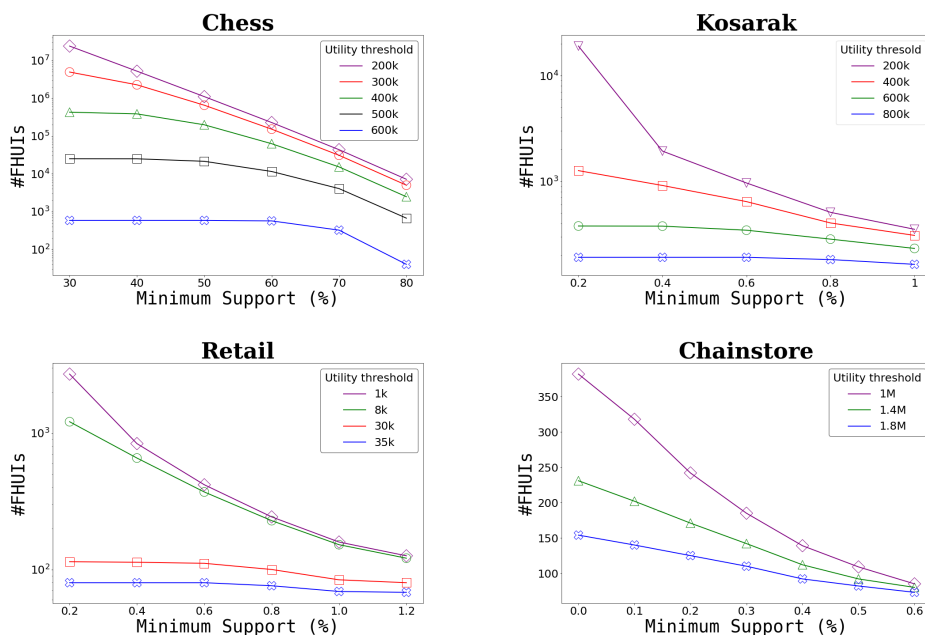 Chess
#FHUIs
10^7
10^6
10^5
10^4
10^3
10^2
Utility threshold
200k
300k
400k
500k
600k
30 40 50 60 70 80
Minimum Support (%)
Kosarak
#FHUIs
10^4
10^3
Utility thresold
200k
400k
600k
800k
0.2 0.4 0.6 0.8 1
Minimum Support (%)
Retail
#FHUIs
10^3
10^2
Utility threshold
1k
8k
30k
35k
0.2 0.4 0.6 0.8 1.0 1.2
Minimum Support (%)
Chainstore
#FHUIs
350
300
250
200
150
100
Utility threshold
1M
1.4M
1.8M
0.0 0.1 0.2 0.3 0.4 0.5 0.6
Minimum Support (%)